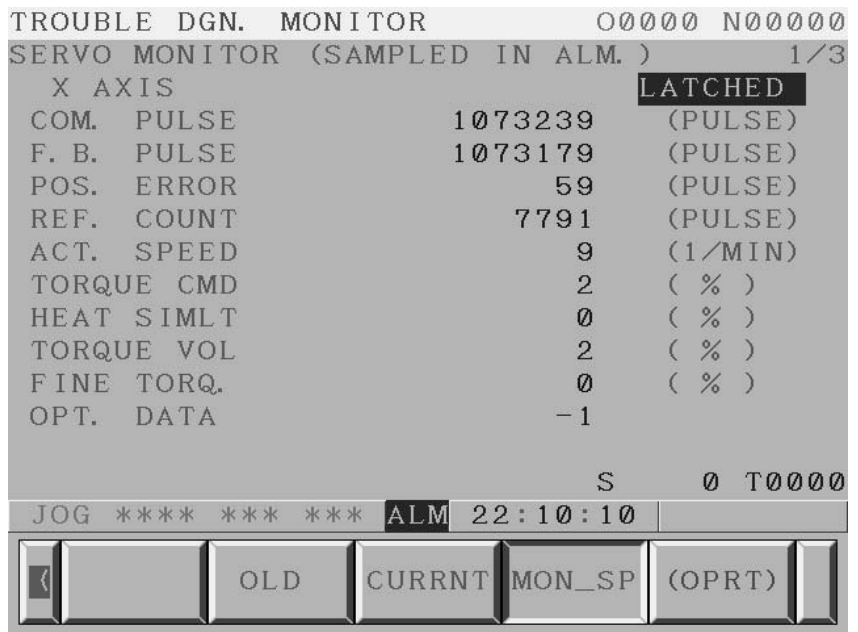 TROUBLE DGN. MONITOR O0000 N00000
SERVO MONITOR (SAMPLED IN ALM.) 1/3
X AXIS LATCHED
COM. PULSE 1073239 (PULSE)
F.B. PULSE 1073179 (PULSE)
POS. ERROR 59 (PULSE)
REF. COUNT 7791 (PULSE)
ACT. SPEED 9 (1/MIN)
TORQUE CMD 2 ( % )
HEAT SIMLT 0 ( % )
TORQUE VOL 2 ( % )
FINE TORQ. 0 ( % )
OPT. DATA -1
S 0 T0000
JOG **** *** *** ALM 22:10:10
< OLD CURRNT MON_SP (OPRT)